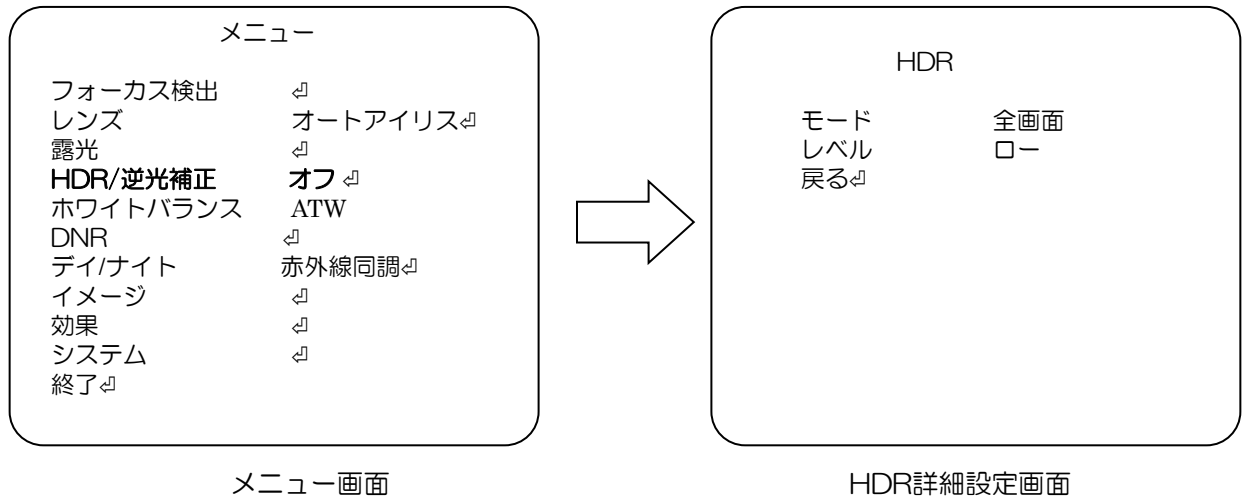 メニュー
フォーカス検出 ⏎
レンズ オートアイリス⏎
露光 ⏎
HDR/逆光補正 オフ ⏎
ホワイトバランス ATW
DNR ⏎
デイ/ナイト 赤外線同調⏎
イメージ ⏎
効果 ⏎
システム ⏎
終了⏎
メニュー画面
HDR
モード 全画面
レベル ロー
戻る⏎
HDR詳細設定画面